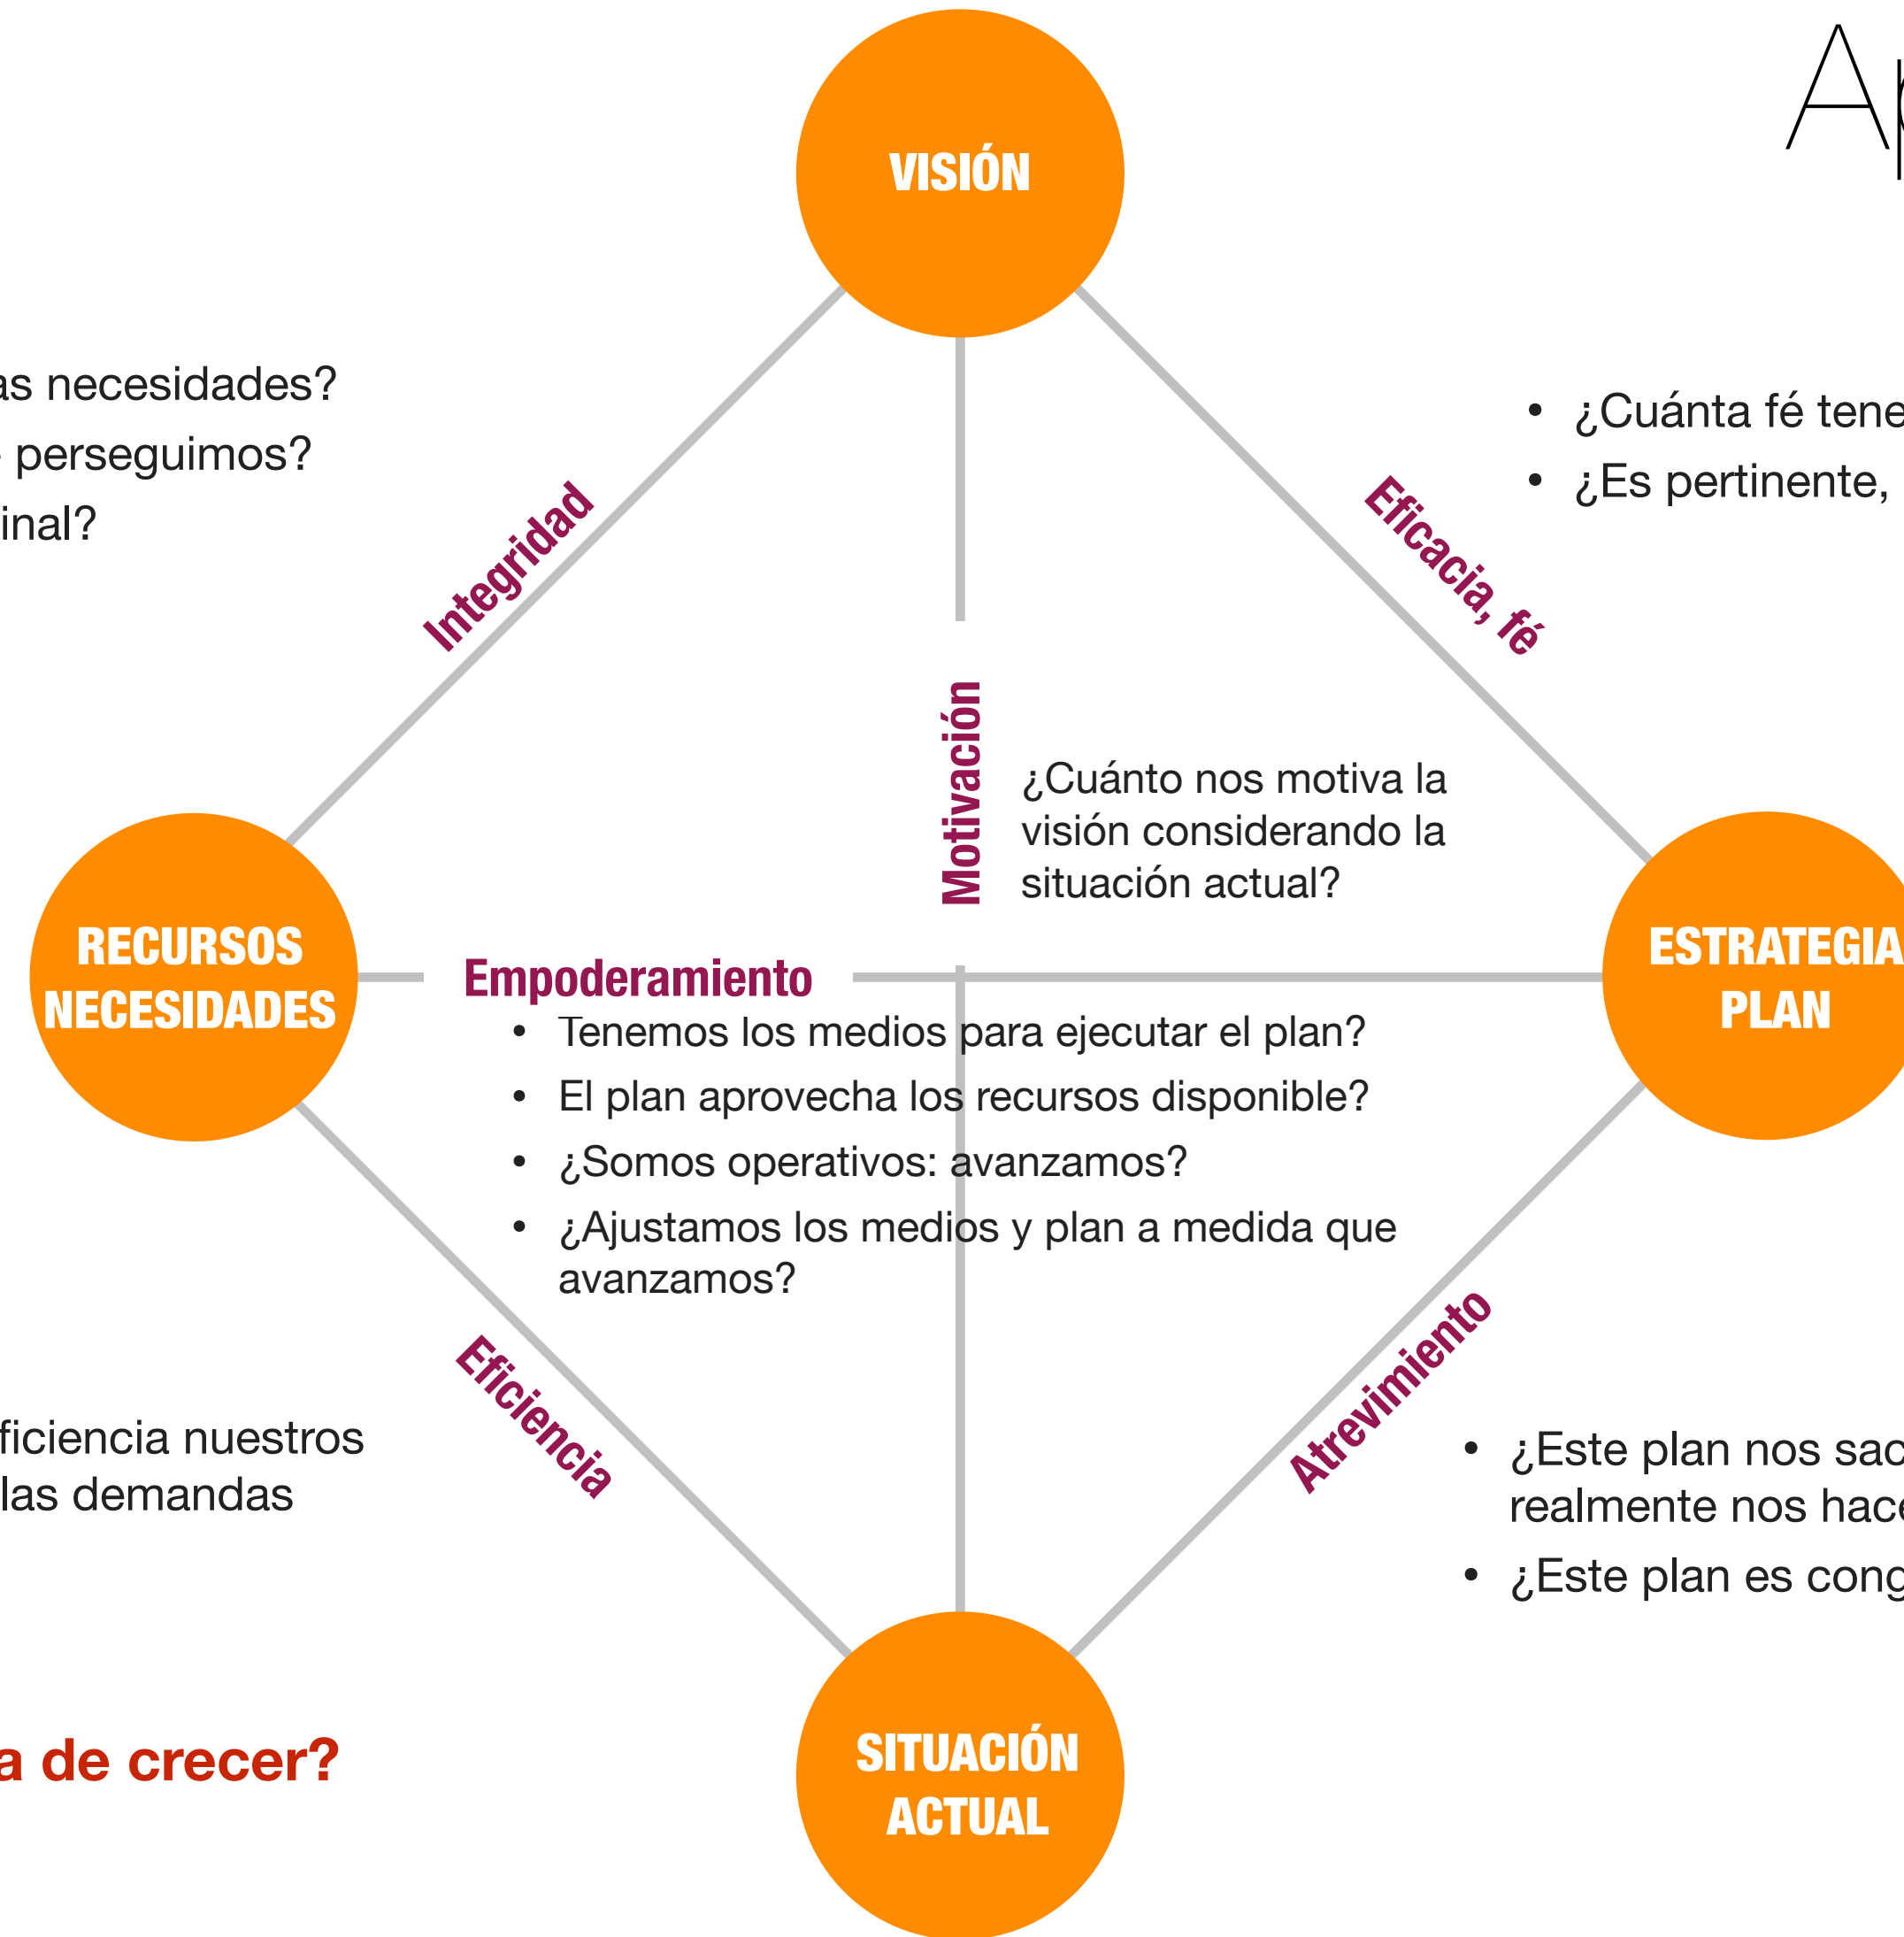 VISIÓN
Ap
as necesidades?
perseguimos?
inal?
• ¿Cuánta fé tene
• ¿Es pertinente,
Integridad
Eficacia, fé
Motivación
¿Cuánto nos motiva la
visión considerando la
situación actual?
RECURSOS
NECESIDADES
Empoderamiento
ESTRATEGIA
PLAN
• Tenemos los medios para ejecutar el plan?
• El plan aprovecha los recursos disponible?
• ¿Somos operativos: avanzamos?
• ¿Ajustamos los medios y plan a medida que
avanzamos?
Eficiencia
Atrevimiento
ficiencia nuestros
las demandas
• ¿Este plan nos sac
realmente nos hace
• ¿Este plan es cong
a de crecer?
SITUACIÓN
ACTUAL